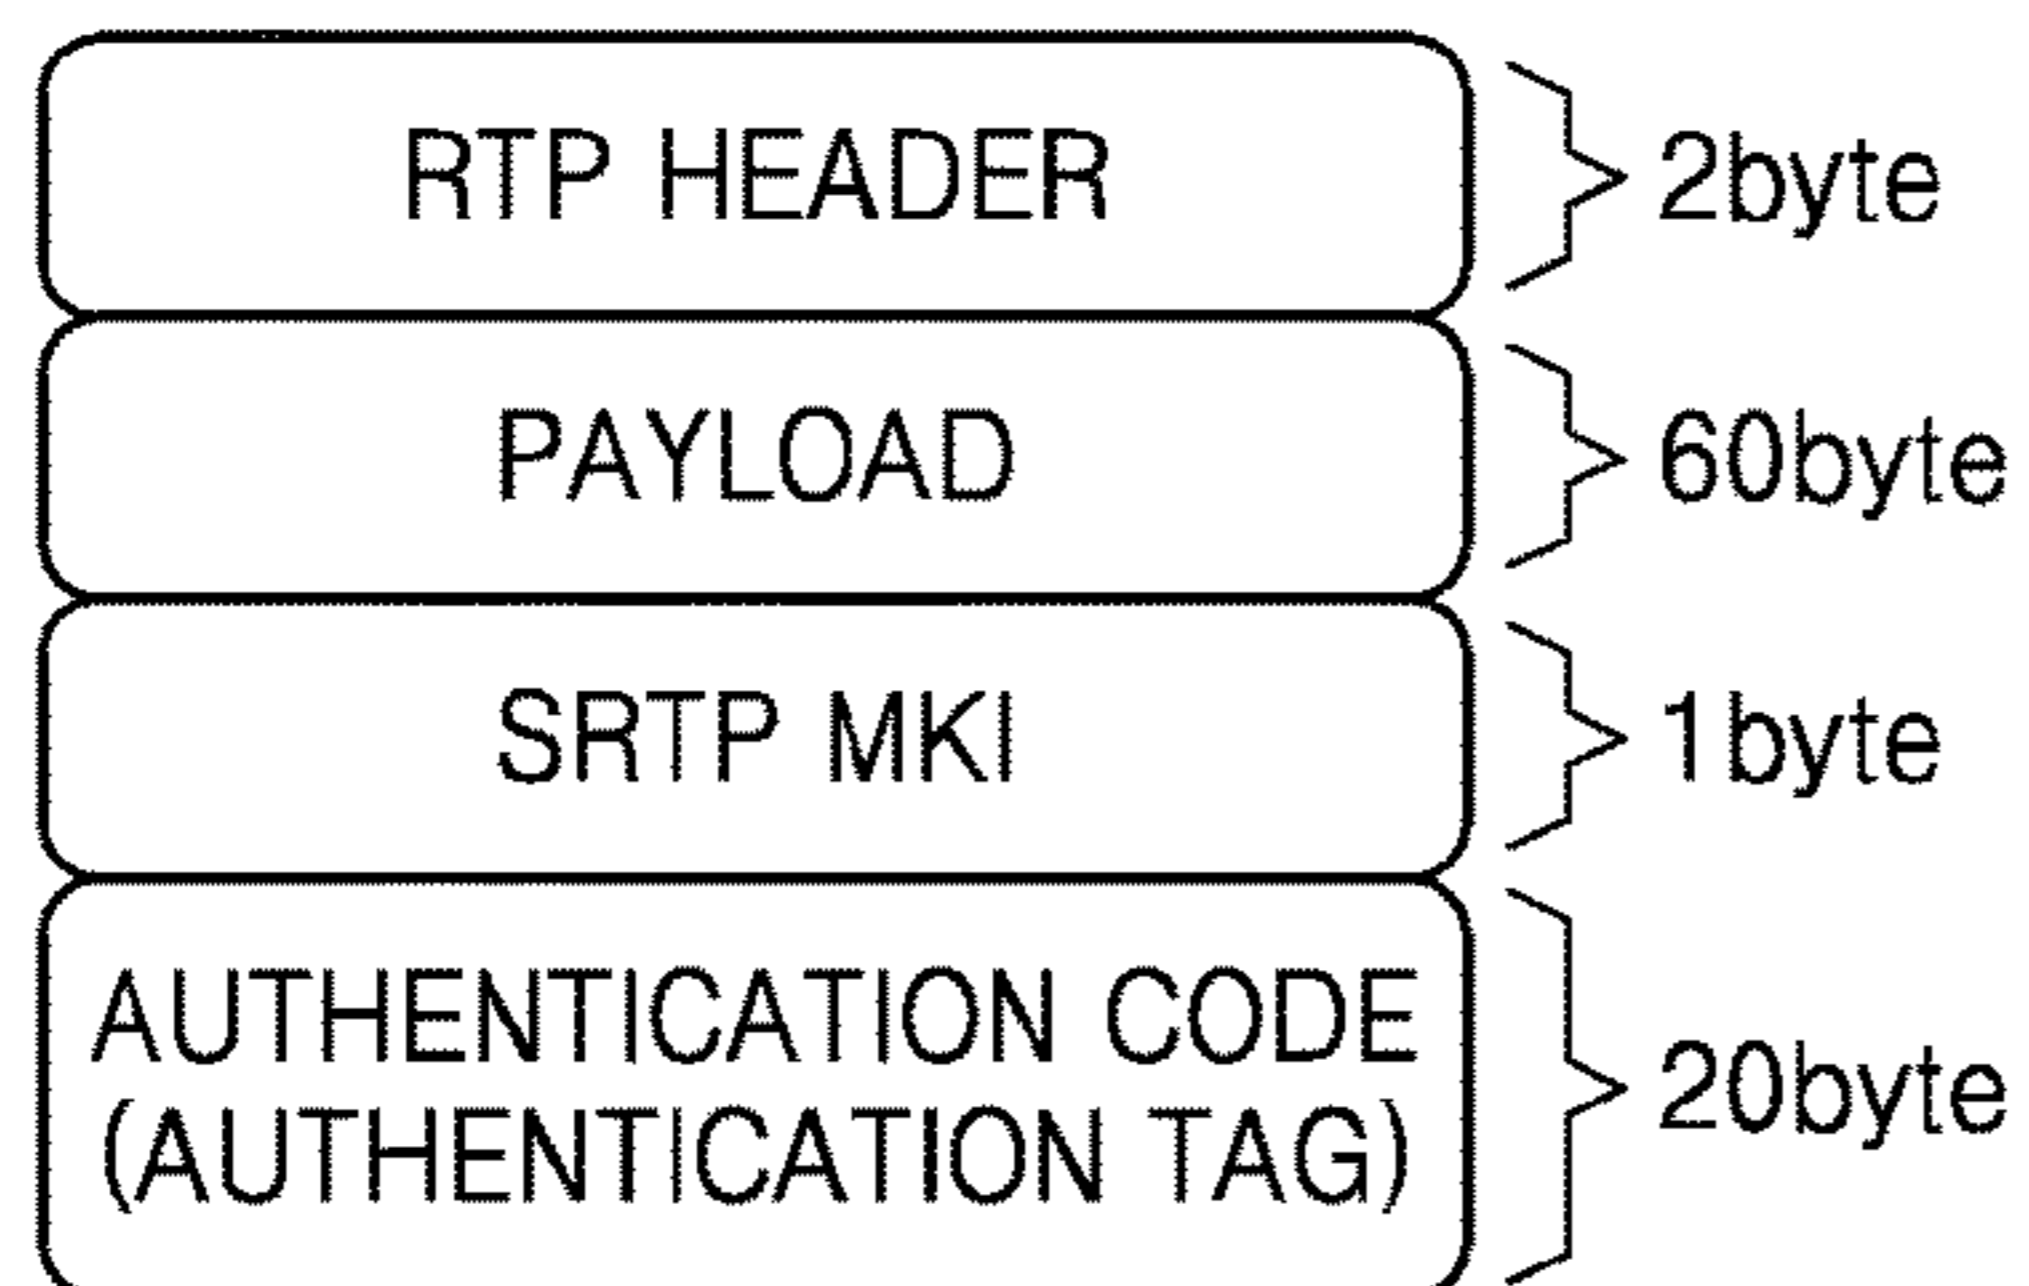 RTP HEADER
2byte
PAYLOAD
60byte
SRTP MKI
1byte
AUTHENTICATION CODE
(AUTHENTICATION TAG)
20byte